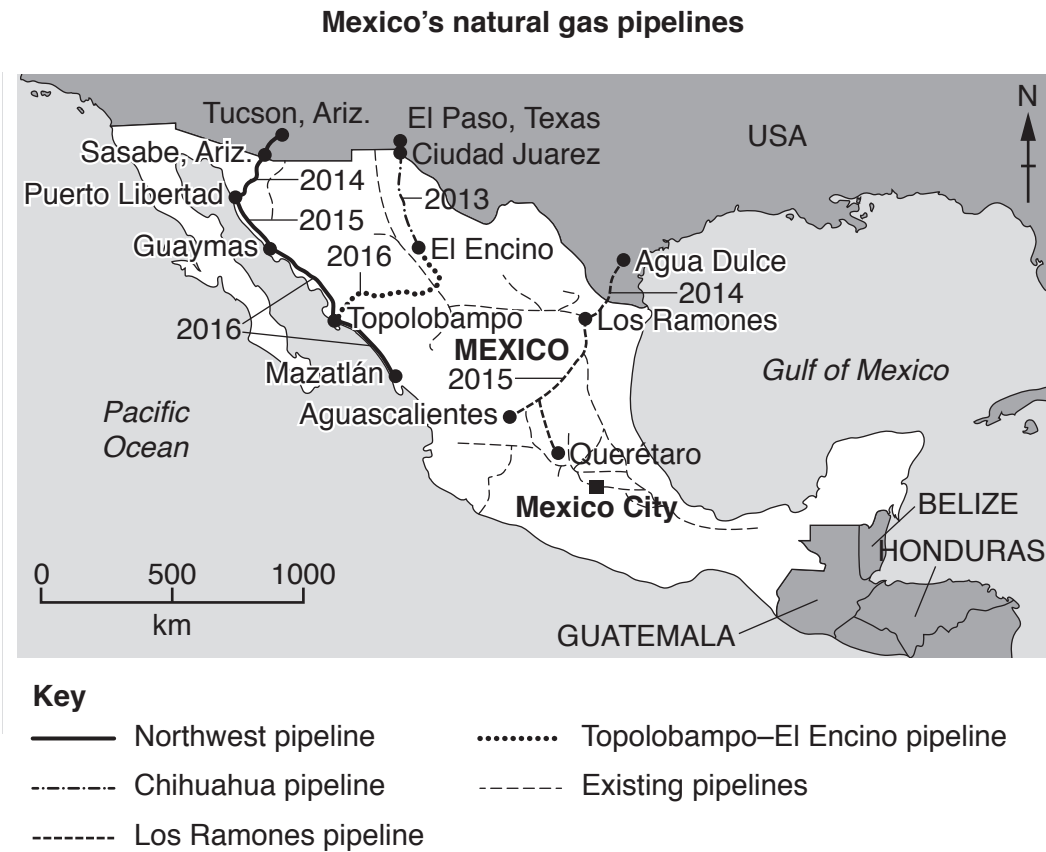 Mexico's natural gas pipelines
N
Tucson, Ariz.
El Paso, Texas
USA
Sasabe, Ariz.
Ciudad Juarez
2014
Puerto Libertad
2013
2015
Guaymas
2016
El Encino
Agua Dulce
2014
2016
Topolobampo
Los Ramones
MEXICO
Mazatlán
2015
Gulf of Mexico
Pacific
Ocean
Aguascalientes
Querétaro
Mexico City
BELIZE
HONDURAS
GUATEMALA
0 500 1000
km
Key
Northwest pipeline
Topolobampo–El Encino pipeline
Chihuahua pipeline
Existing pipelines
Los Ramones pipeline